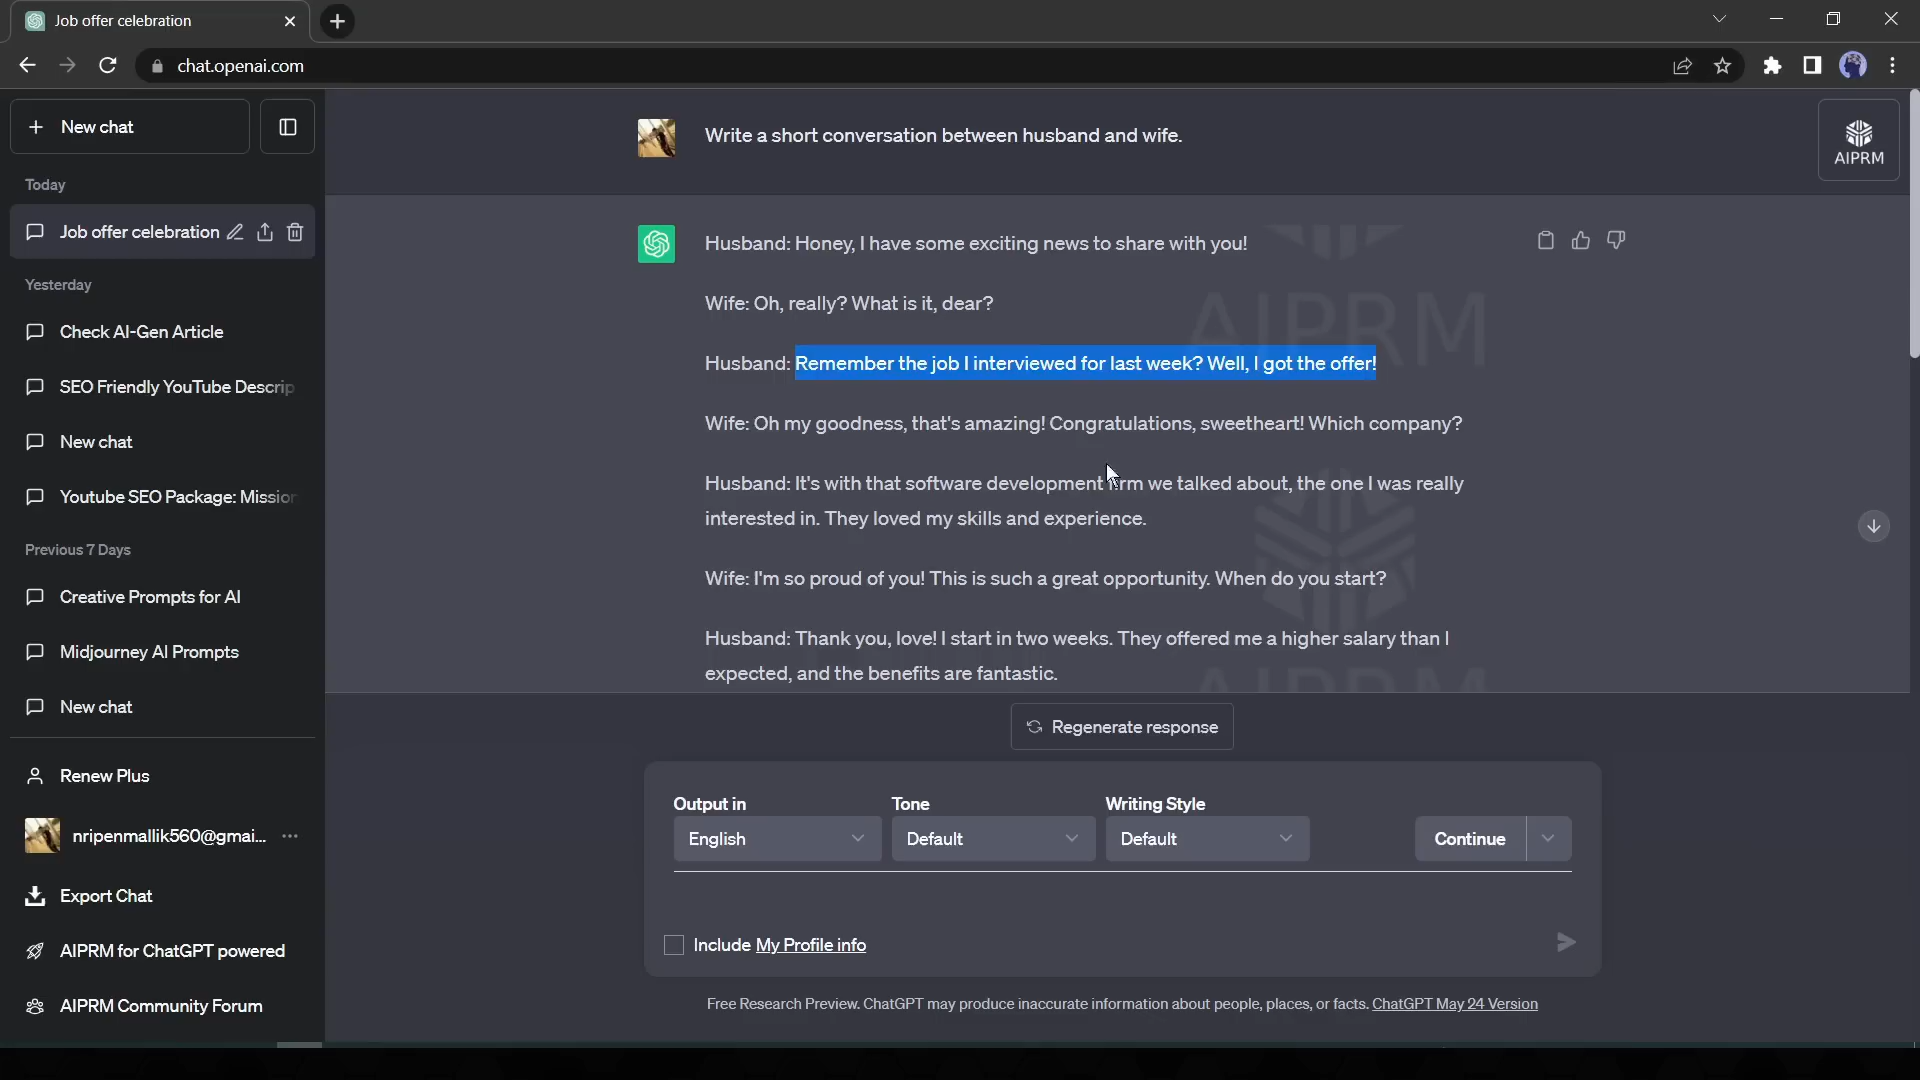 Job offer celebration
chat.openai.com
New chat
Today
Job offer celebration
Yesterday
Check AI-Gen Article
SEO Friendly YouTube Descrip
New chat
Youtube SEO Package: Mission
Previous 7 Days
Creative Prompts for AI
Midjourney AI Prompts
New chat
Renew Plus
nripenmallik560@gmai...
Export Chat
AIPRM for ChatGPT powered
AIPRM Community Forum
Write a short conversation between husband and wife.
AIPRM
Husband: Honey, I have some exciting news to share with you!
Wife: Oh, really? What is it, dear?
AIPRM
Husband: Remember the job I interviewed for last week? Well, I got the offer!
Wife: Oh my goodness, that's amazing! Congratulations, sweetheart! Which company?
Husband: It's with that software development firm we talked about, the one I was really
interested in. They loved my skills and experience.
Wife: I'm so proud of you! This is such a great opportunity. When do you start?
Husband: Thank you, love! I start in two weeks. They offered me a higher salary than I
expected, and the benefits are fantastic.
AIPRM
Regenerate response
Output in
Tone
Writing Style
English
Default
Default
Continue
Include My Profile info
Free Research Preview. ChatGPT may produce inaccurate information about people, places, or facts. ChatGPT May 24 Version